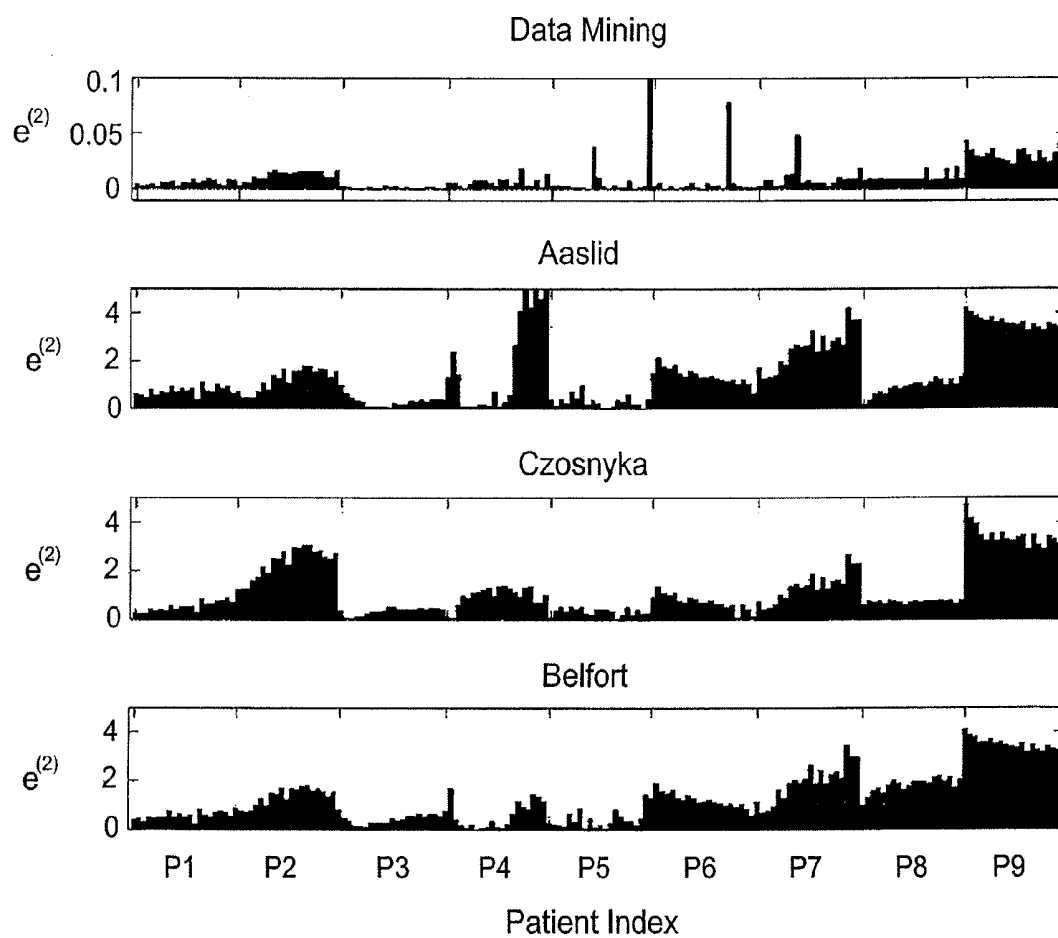 Data Mining
0.1
e(2) 0.05
0
Aaslid
4
e(2) 2
0
Czosnyka
4
e(2) 2
0
Belfort
4
e(2) 2
0
P1 P2 P3 P4 P5 P6 P7 P8 P9
Patient Index